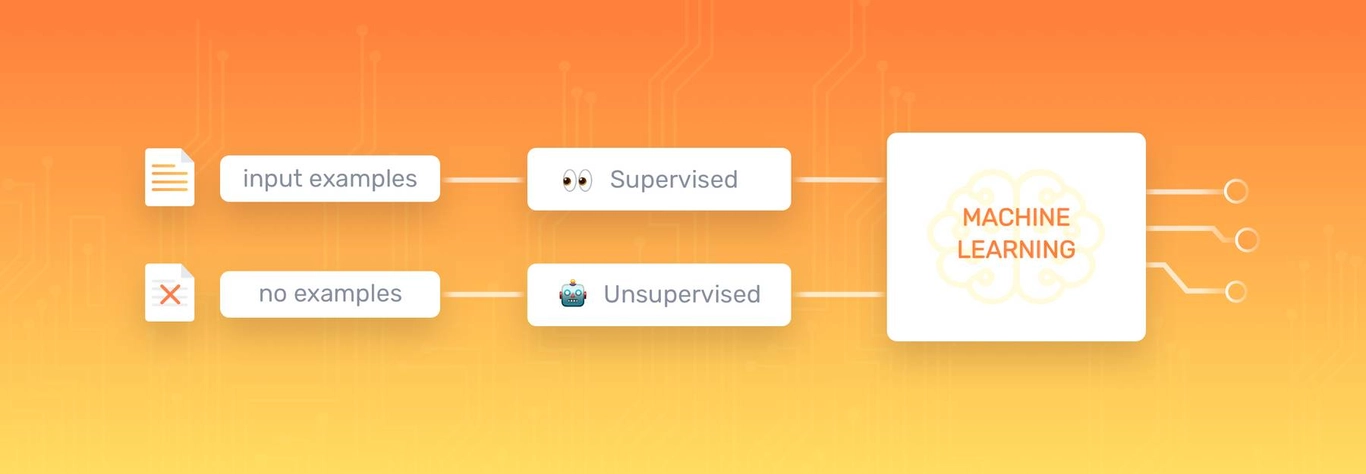 input examples
Supervised
no examples
Unsupervised
MACHINE
LEARNING